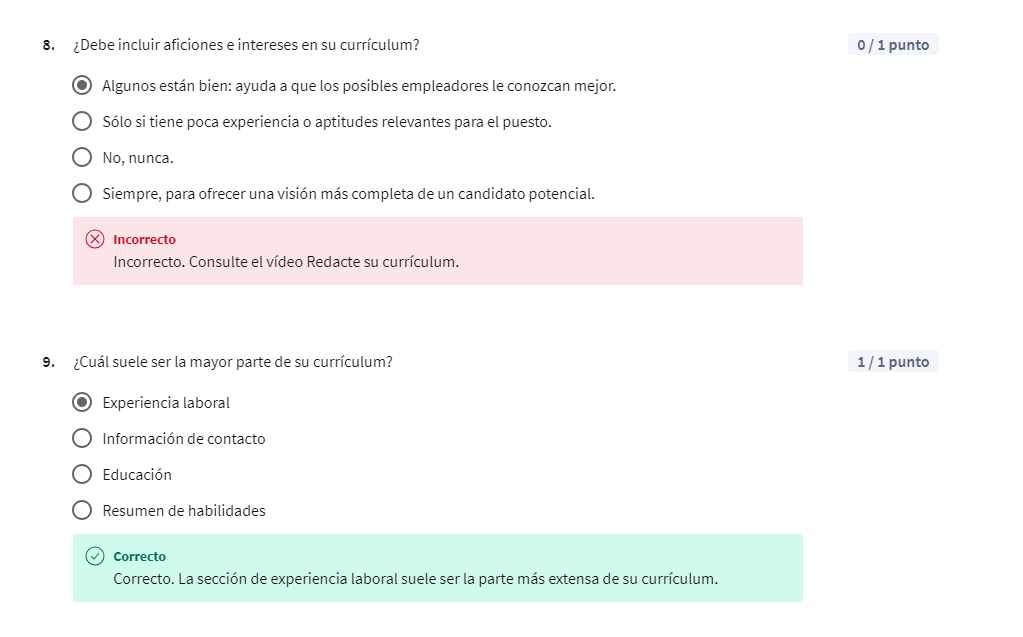 8. ¿Debe incluir aficiones e intereses en su currículum?
0 / 1 punto
Algunos están bien: ayuda a que los posibles empleadores le conozcan mejor.
Sólo si tiene poca experiencia o aptitudes relevantes para el puesto.
No, nunca.
Siempre, para ofrecer una visión más completa de un candidato potencial.
Incorrecto
Incorrecto. Consulte el vídeo Redacte su currículum.
9. ¿Cuál suele ser la mayor parte de su currículum?
1 / 1 punto
Experiencia laboral
Información de contacto
Educación
Resumen de habilidades
Correcto
Correcto. La sección de experiencia laboral suele ser la parte más extensa de su currículum.